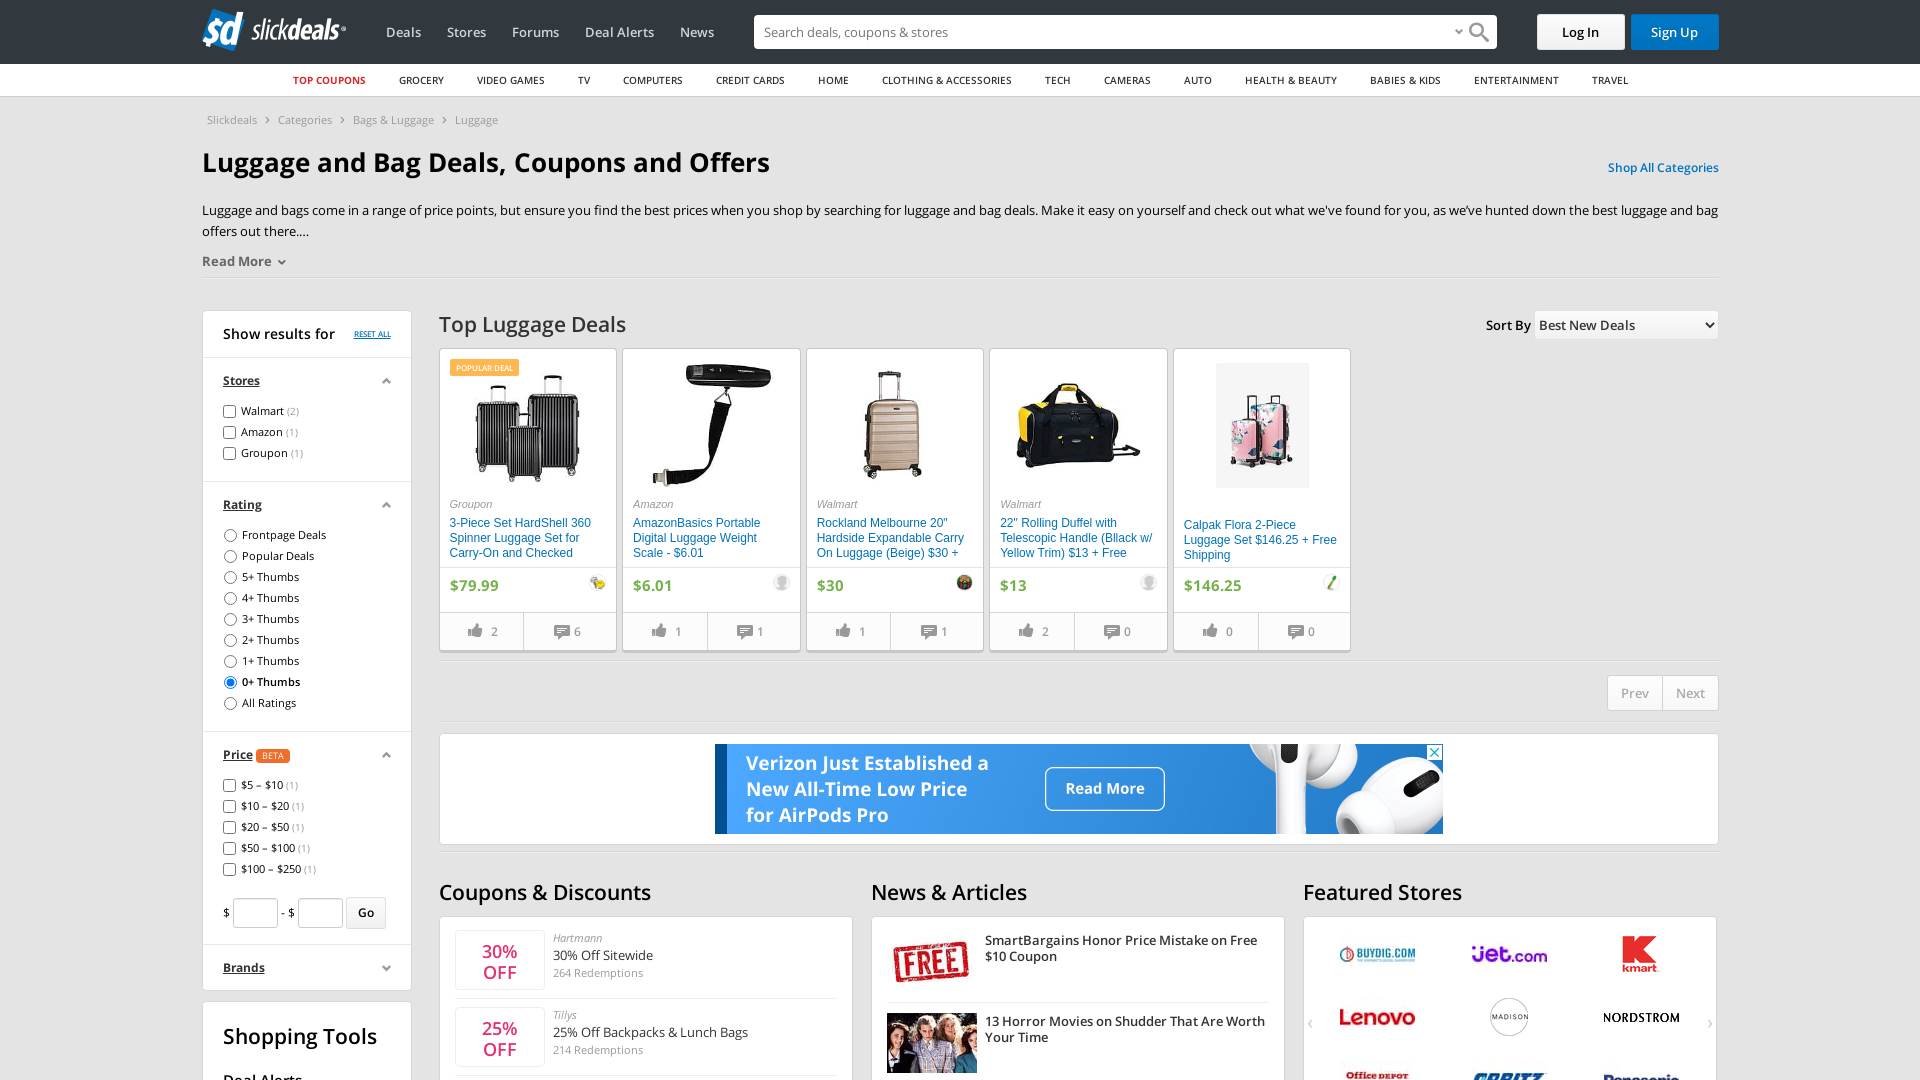 slickdeals
Deals
Stores
Forums
Deal Alerts
News
Search deals, coupons & stores
Log In
Sign Up
TOP COUPONS
GROCERY
VIDEO GAMES
TV
COMPUTERS
CREDIT CARDS
HOME
CLOTHING & ACCESSORIES
TECH
CAMERAS
AUTO
HEALTH & BEAUTY
BABIES & KIDS
ENTERTAINMENT
TRAVEL
Slickdeals
Categories
Bags & Luggage
Luggage
Luggage and Bag Deals, Coupons and Offers
Shop All Categories
Luggage and bags come in a range of price points, but ensure you find the best prices when you shop by searching for luggage and bag deals. Make it easy on yourself and check out what we've found for you, as we’ve hunted down the best luggage and bag
offers out there....
Read More
Show results for
RESET ALL
Stores
Walmart (2)
Amazon (1)
Groupon (1)
Rating
Frontpage Deals
Popular Deals
5+ Thumbs
4+ Thumbs
3+ Thumbs
2+ Thumbs
1+ Thumbs
0+ Thumbs
All Ratings
Price BETA
$5 – $10 (1)
$10 – $20 (1)
$20 – $50 (1)
$50 – $100 (1)
$100 – $250 (1)
$ - $ Go
Brands
Shopping Tools
Deal Alerts
Top Luggage Deals
Sort By Best New Deals
POPULAR DEAL
Groupon
3-Piece Set HardShell 360
Spinner Luggage Set for
Carry-On and Checked
$79.99
2
6
Amazon
AmazonBasics Portable
Digital Luggage Weight
Scale - $6.01
$6.01
1
1
Walmart
Rockland Melbourne 20"
Hardside Expandable Carry
On Luggage (Beige) $30 +
$30
1
1
Walmart
22" Rolling Duffel with
Telescopic Handle (Bllack w/
Yellow Trim) $13 + Free
$13
2
0
Calpak Flora 2-Piece
Luggage Set $146.25 + Free
Shipping
$146.25
0
0
Prev
Next
Verizon Just Established a
New All-Time Low Price
for AirPods Pro
Read More
Coupons & Discounts
30%
OFF
Hartmann
30% Off Sitewide
264 Redemptions
25%
OFF
Tillys
25% Off Backpacks & Lunch Bags
214 Redemptions
News & Articles
FREE
SmartBargains Honor Price Mistake on Free
$10 Coupon
13 Horror Movies on Shudder That Are Worth
Your Time
Featured Stores
BUYDIG.COM
Jet.com
kmart
Lenovo
MADISON
NORDSTROM
Office DEPOT
ORBITZ
Panasonic